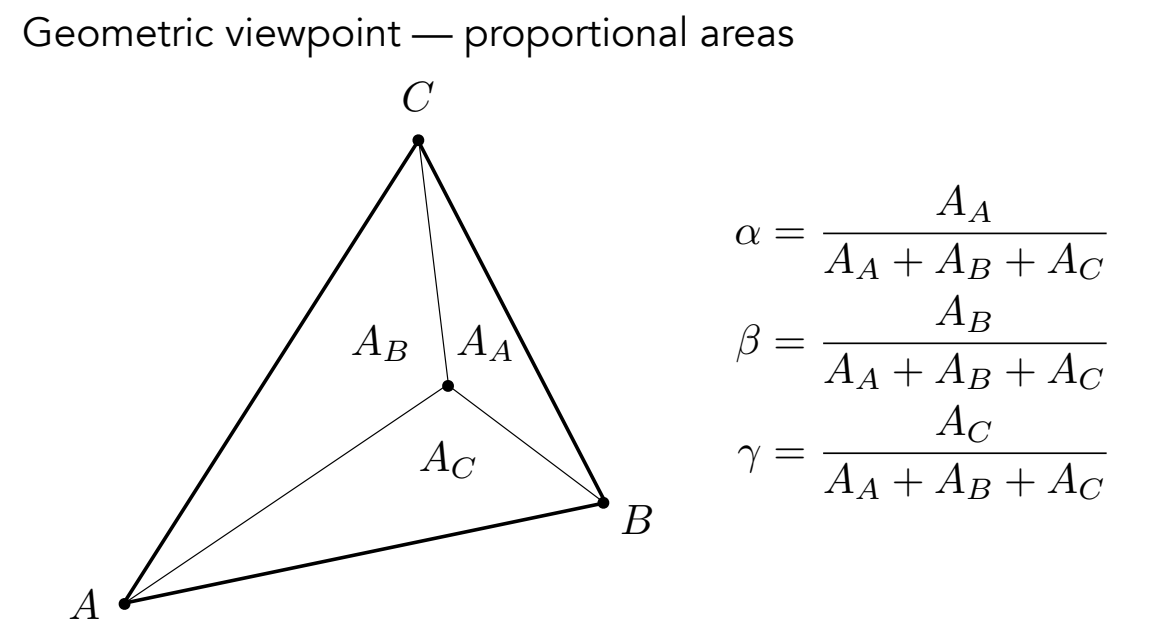 Geometric viewpoint — proportional areas
C
A_B A_A
A_C
B
A
α = A_A / (A_A + A_B + A_C)
β = A_B / (A_A + A_B + A_C)
γ = A_C / (A_A + A_B + A_C)